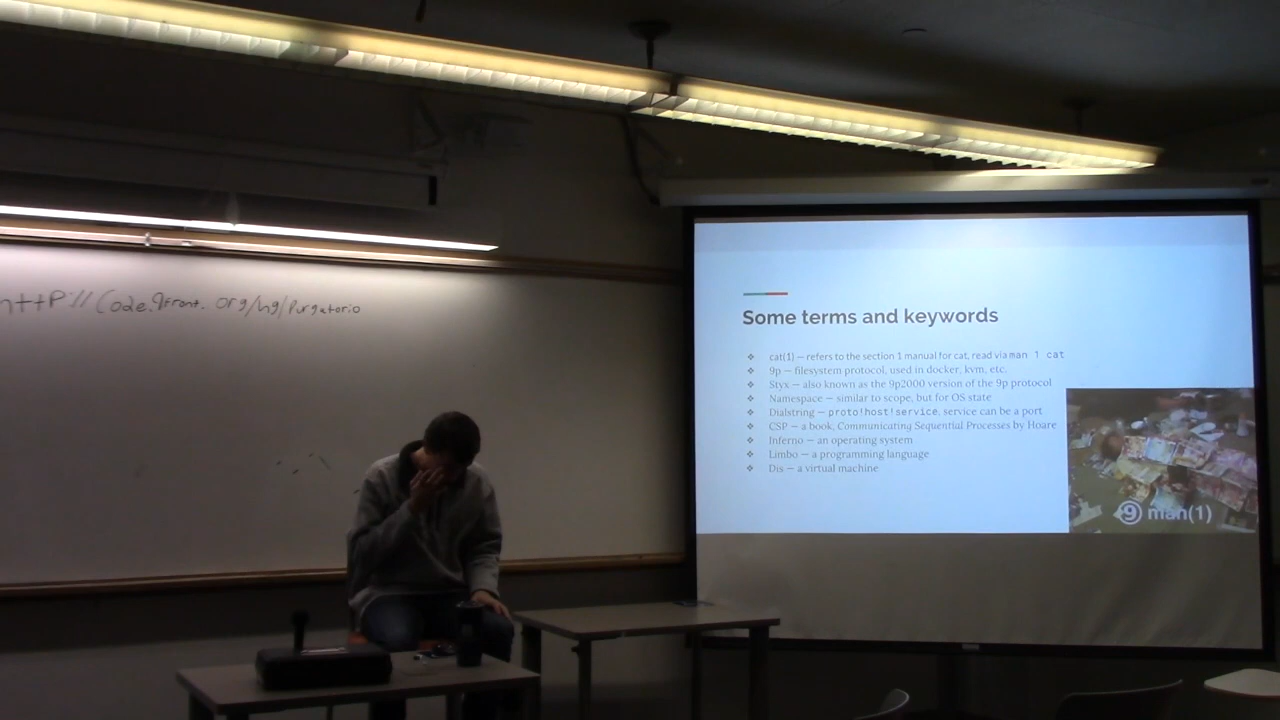 http://code.9front.org/hg/purgatorio
Some terms and keywords
❖ cat(1) — refers to the section 1 manual for cat, read via man 1 cat
❖ 9p — filesystem protocol, used in docker, kvm, etc.
❖ Styx — also known as the 9p2000 version of the 9p protocol
❖ Namespace — similar to scope, but for OS state
❖ Dialstring — proto!host!service, service can be a port
❖ CSP — a book, Communicating Sequential Processes by Hoare
❖ Inferno — an operating system
❖ Limbo — a programming language
❖ Dis — a virtual machine
9 man(1)